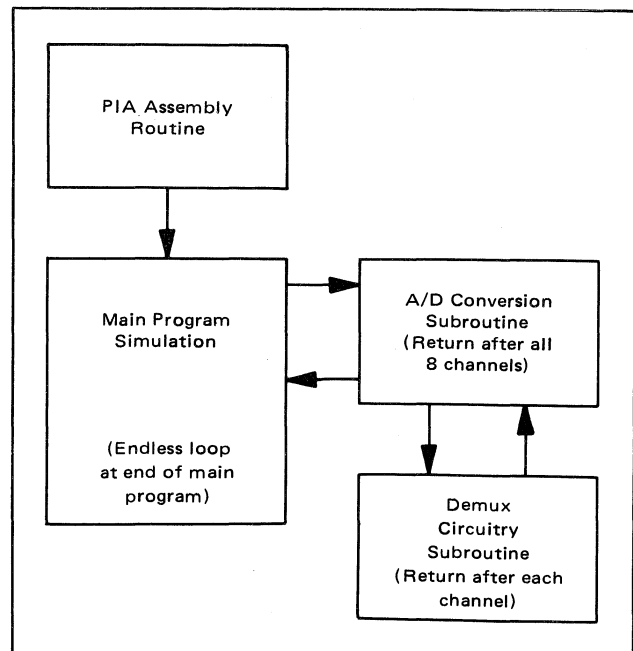 PIA Assembly
Routine
Main Program
Simulation
(Endless loop
at end of main
program)
A/D Conversion
Subroutine
(Return after all
8 channels)
Demux
Circuitry
Subroutine
(Return after each
channel)